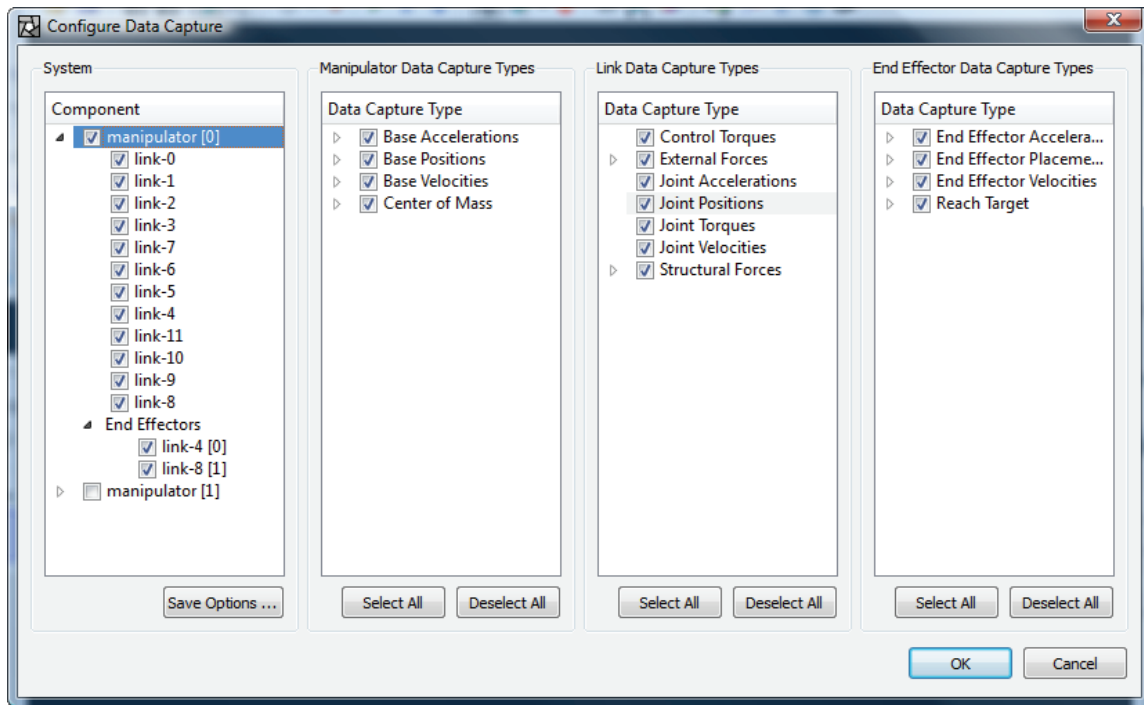 Configure Data Capture
System
Component
manipulator [0]
link-0
link-1
link-2
link-3
link-7
link-6
link-5
link-4
link-11
link-10
link-9
link-8
End Effectors
link-4 [0]
link-8 [1]
manipulator [1]
Save Options ...
Manipulator Data Capture Types
Data Capture Type
Base Accelerations
Base Positions
Base Velocities
Center of Mass
Select All
Deselect All
Link Data Capture Types
Data Capture Type
Control Torques
External Forces
Joint Accelerations
Joint Positions
Joint Torques
Joint Velocities
Structural Forces
Select All
Deselect All
End Effector Data Capture Types
Data Capture Type
End Effector Accelera...
End Effector Placeme...
End Effector Velocities
Reach Target
Select All
Deselect All
OK
Cancel